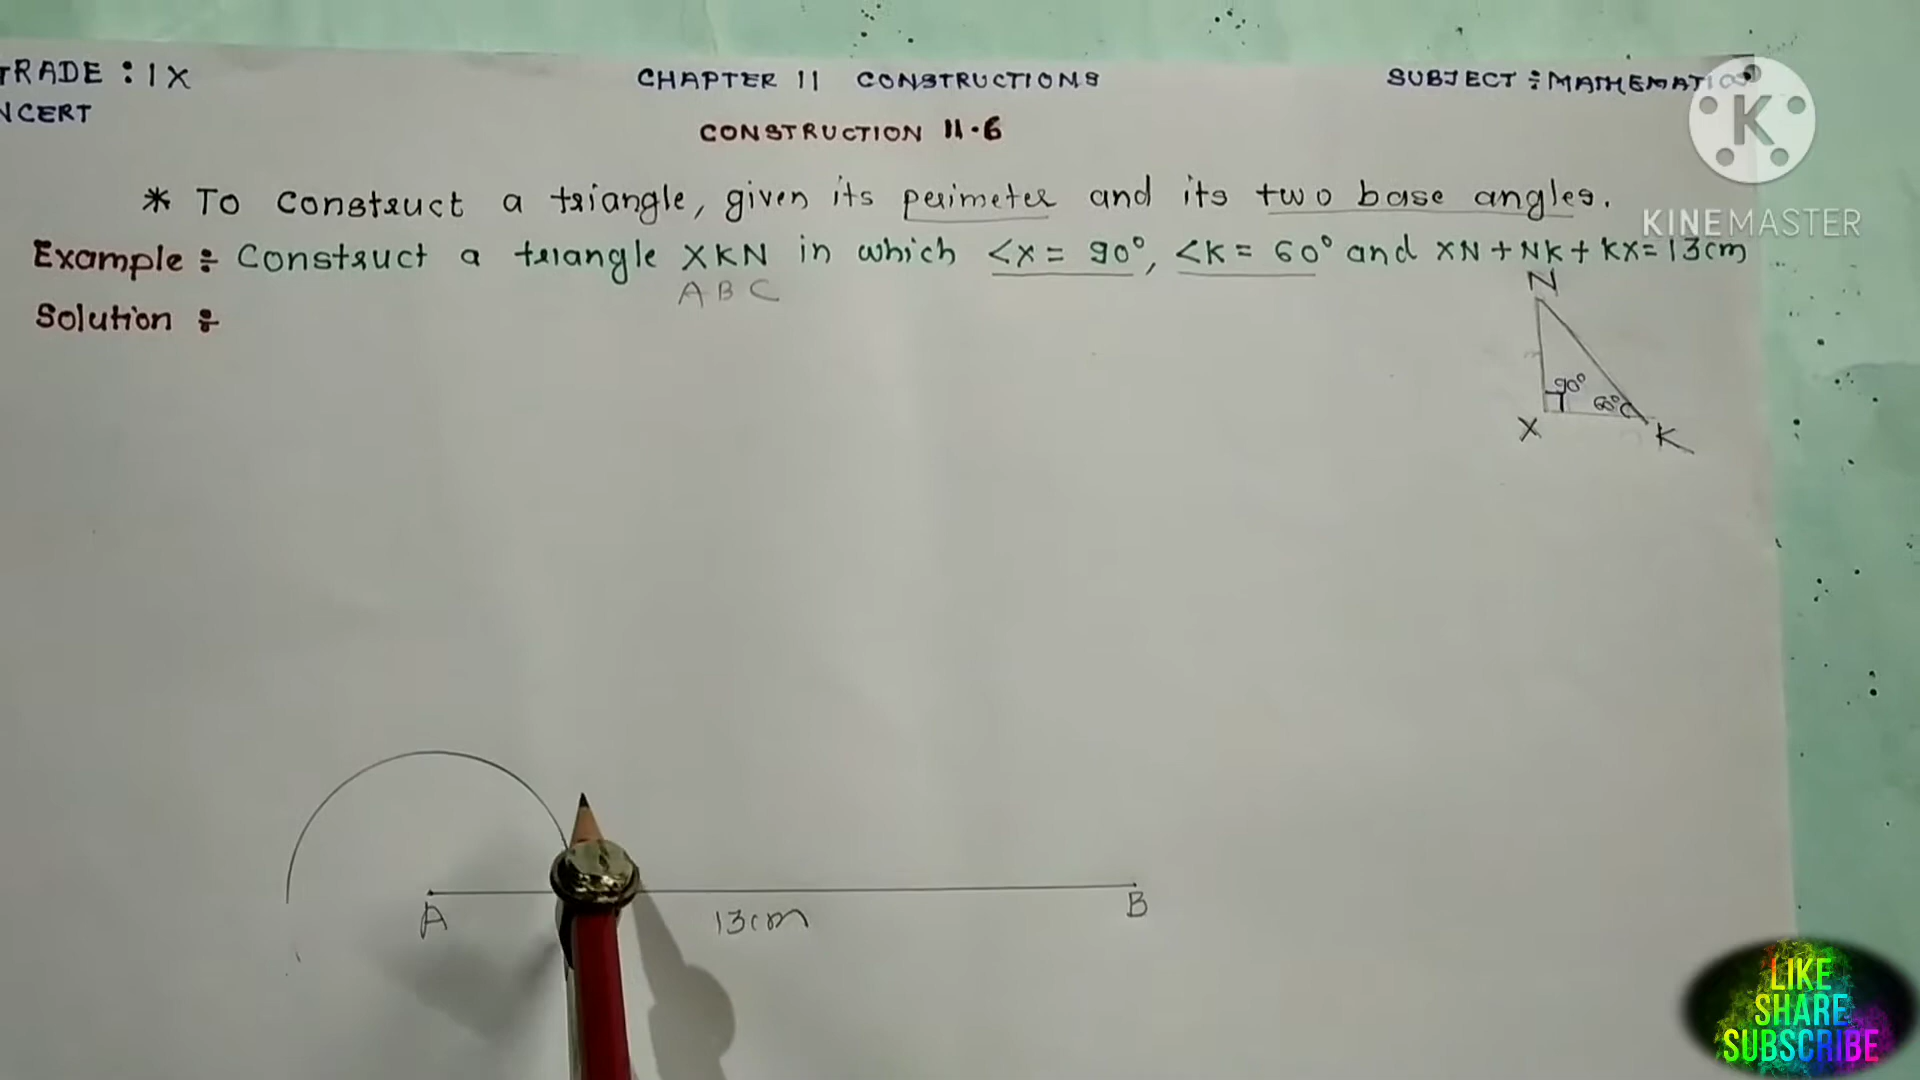 TRADE : IX
NCERT
CHAPTER 11 CONSTRUCTIONS
SUBJECT : MATHEMATICS
CONSTRUCTION 11.6
* To construct a triangle, given its perimeter and its two base angles.
Example :- Construct a triangle XKN in which ∠X = 90°, ∠K = 60° and XN + NK + KX = 13cm
A B C
Solution :-
N
90°
60°
X
K
A
13cm
B
K
KINEMASTER
LIKE
SHARE
SUBSCRIBE